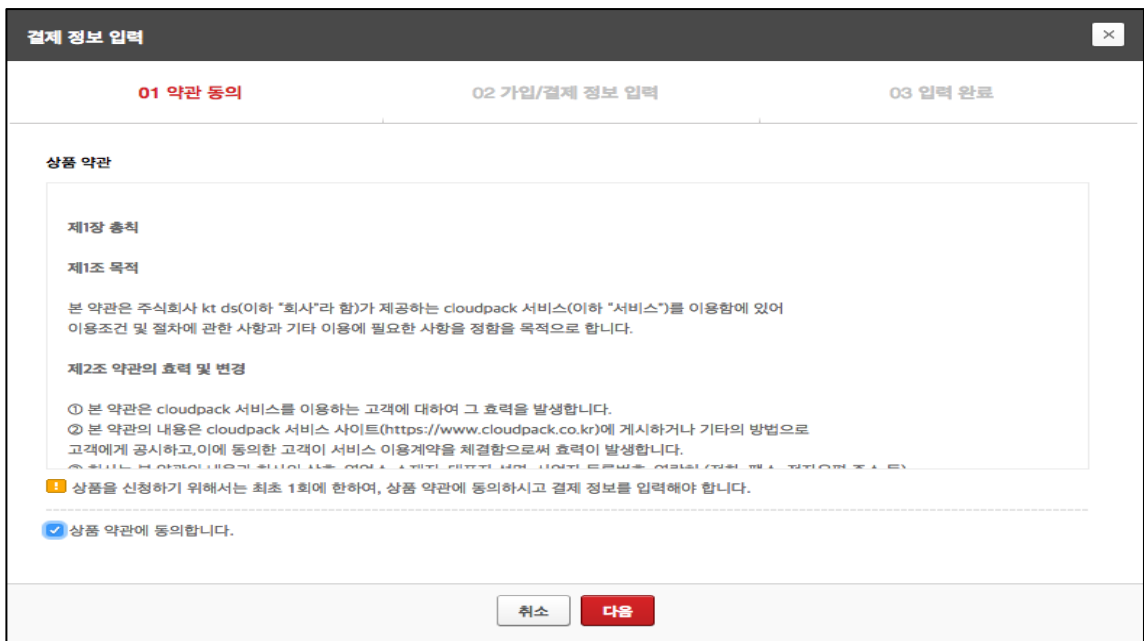 결제 정보 입력
01 약관 동의
02 가입/결제 정보 입력
03 입력 완료
상품 약관
제1장 총칙
제1조 목적
본 약관은 주식회사 kt ds(이하 "회사"라 함)가 제공하는 cloudpack 서비스(이하 "서비스")를 이용함에 있어
이용조건 및 절차에 관한 사항과 기타 이용에 필요한 사항을 정함을 목적으로 합니다.
제2조 약관의 효력 및 변경
① 본 약관은 cloudpack 서비스를 이용하는 고객에 대하여 그 효력을 발생합니다.
② 본 약관의 내용은 cloudpack 서비스 사이트(https://www.cloudpack.co.kr)에 게시하거나 기타의 방법으로
고객에게 공시하고,이에 동의한 고객이 서비스 이용계약을 체결함으로써 효력이 발생합니다.
상품을 신청하기 위해서는 최초 1회에 한하여, 상품 약관에 동의하시고 결제 정보를 입력해야 합니다.
상품 약관에 동의합니다.
취소
다음